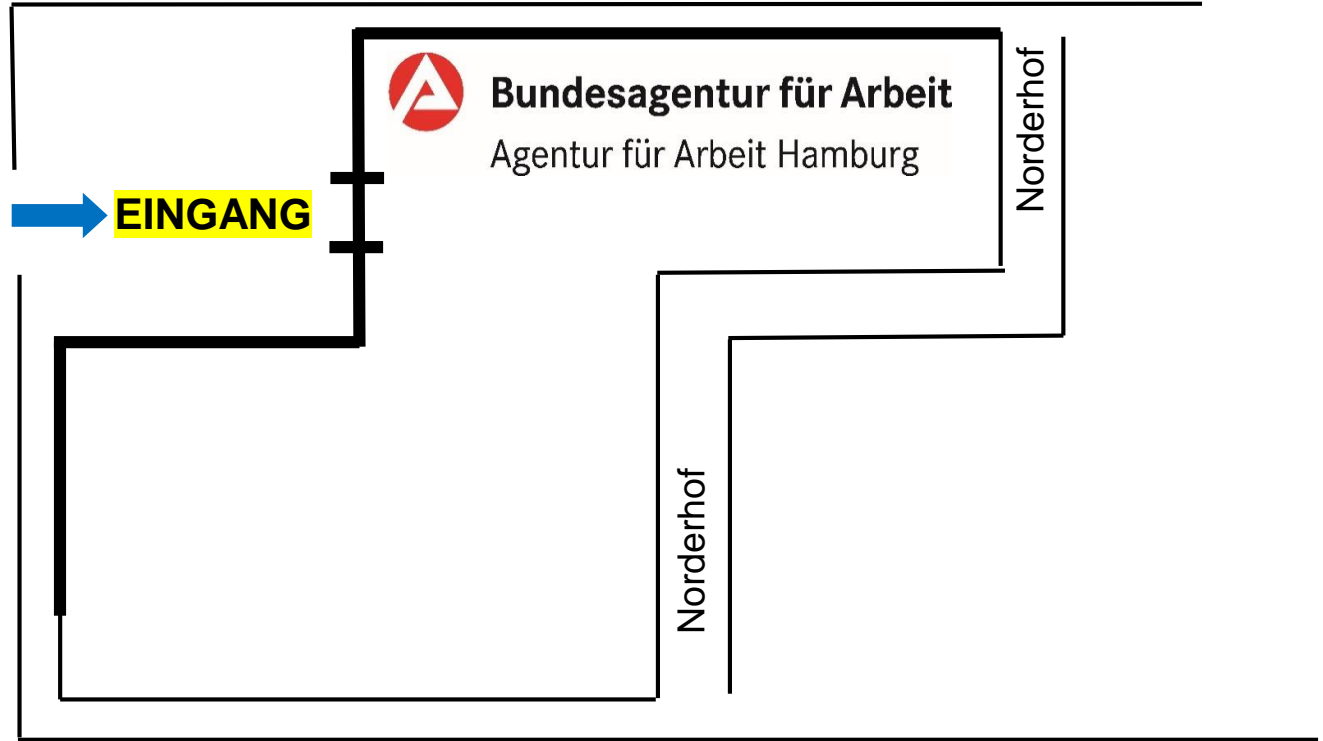 Bundesagentur für Arbeit
Agentur für Arbeit Hamburg
Norderhof
EINGANG
Norderhof